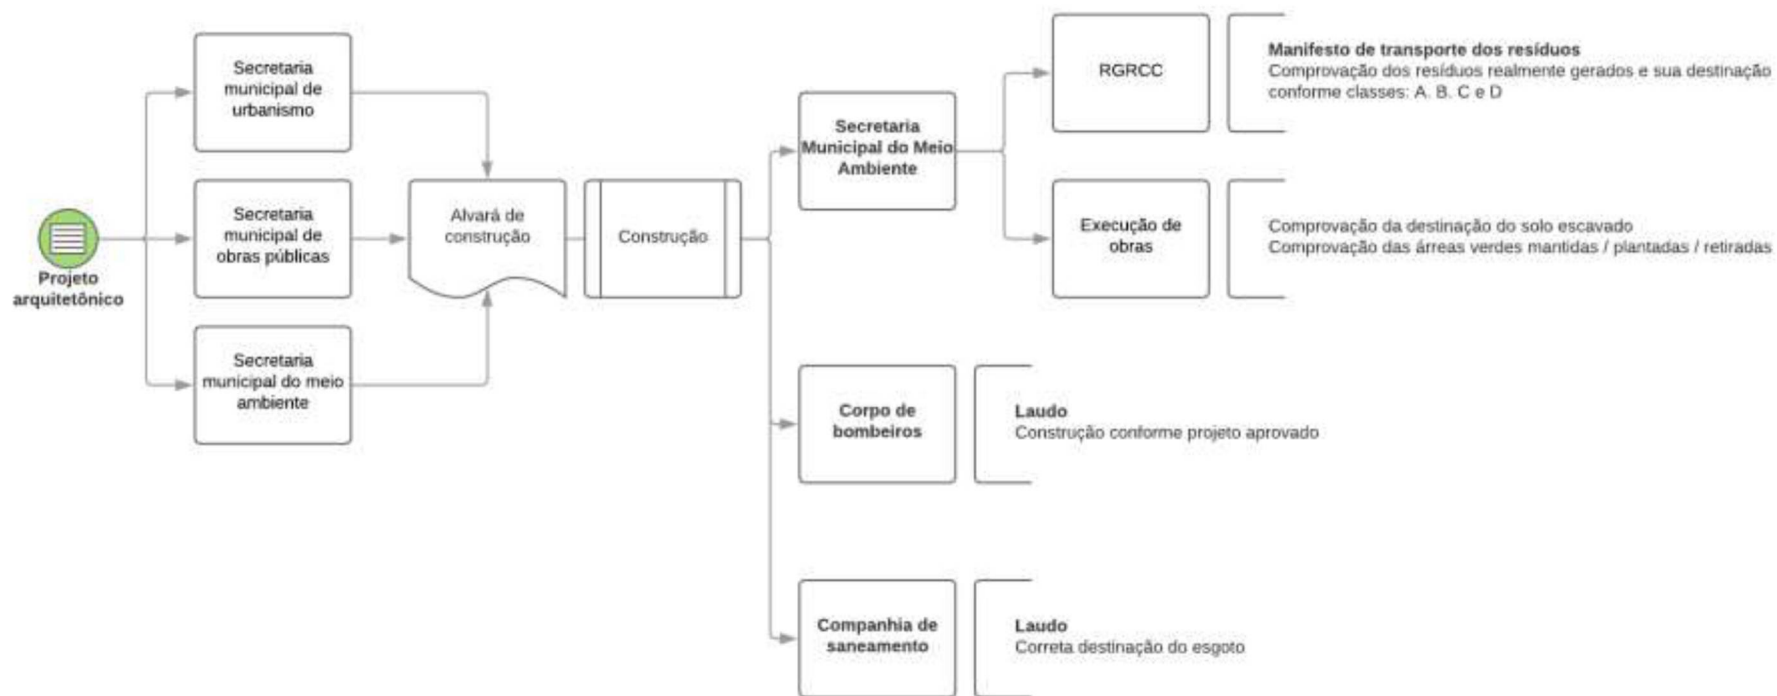 Projeto
arquitetônico
Secretaria
municipal de
urbanismo
Secretaria
municipal de
obras públicas
Secretaria
municipal do meio
ambiente
Alvará de
construção
Construção
Secretaria
Municipal do Meio
Ambiente
RGRCC
Manifesto de transporte dos resíduos
Comprovação dos resíduos realmente gerados e sua destinação
conforme classes: A. B. C e D
Execução de
obras
Comprovação da destinação do solo escavado
Comprovação das árreas verdes mantidas / plantadas / retiradas
Corpo de
bombeiros
Laudo
Construção conforme projeto aprovado
Companhia de
saneamento
Laudo
Correta destinação do esgoto